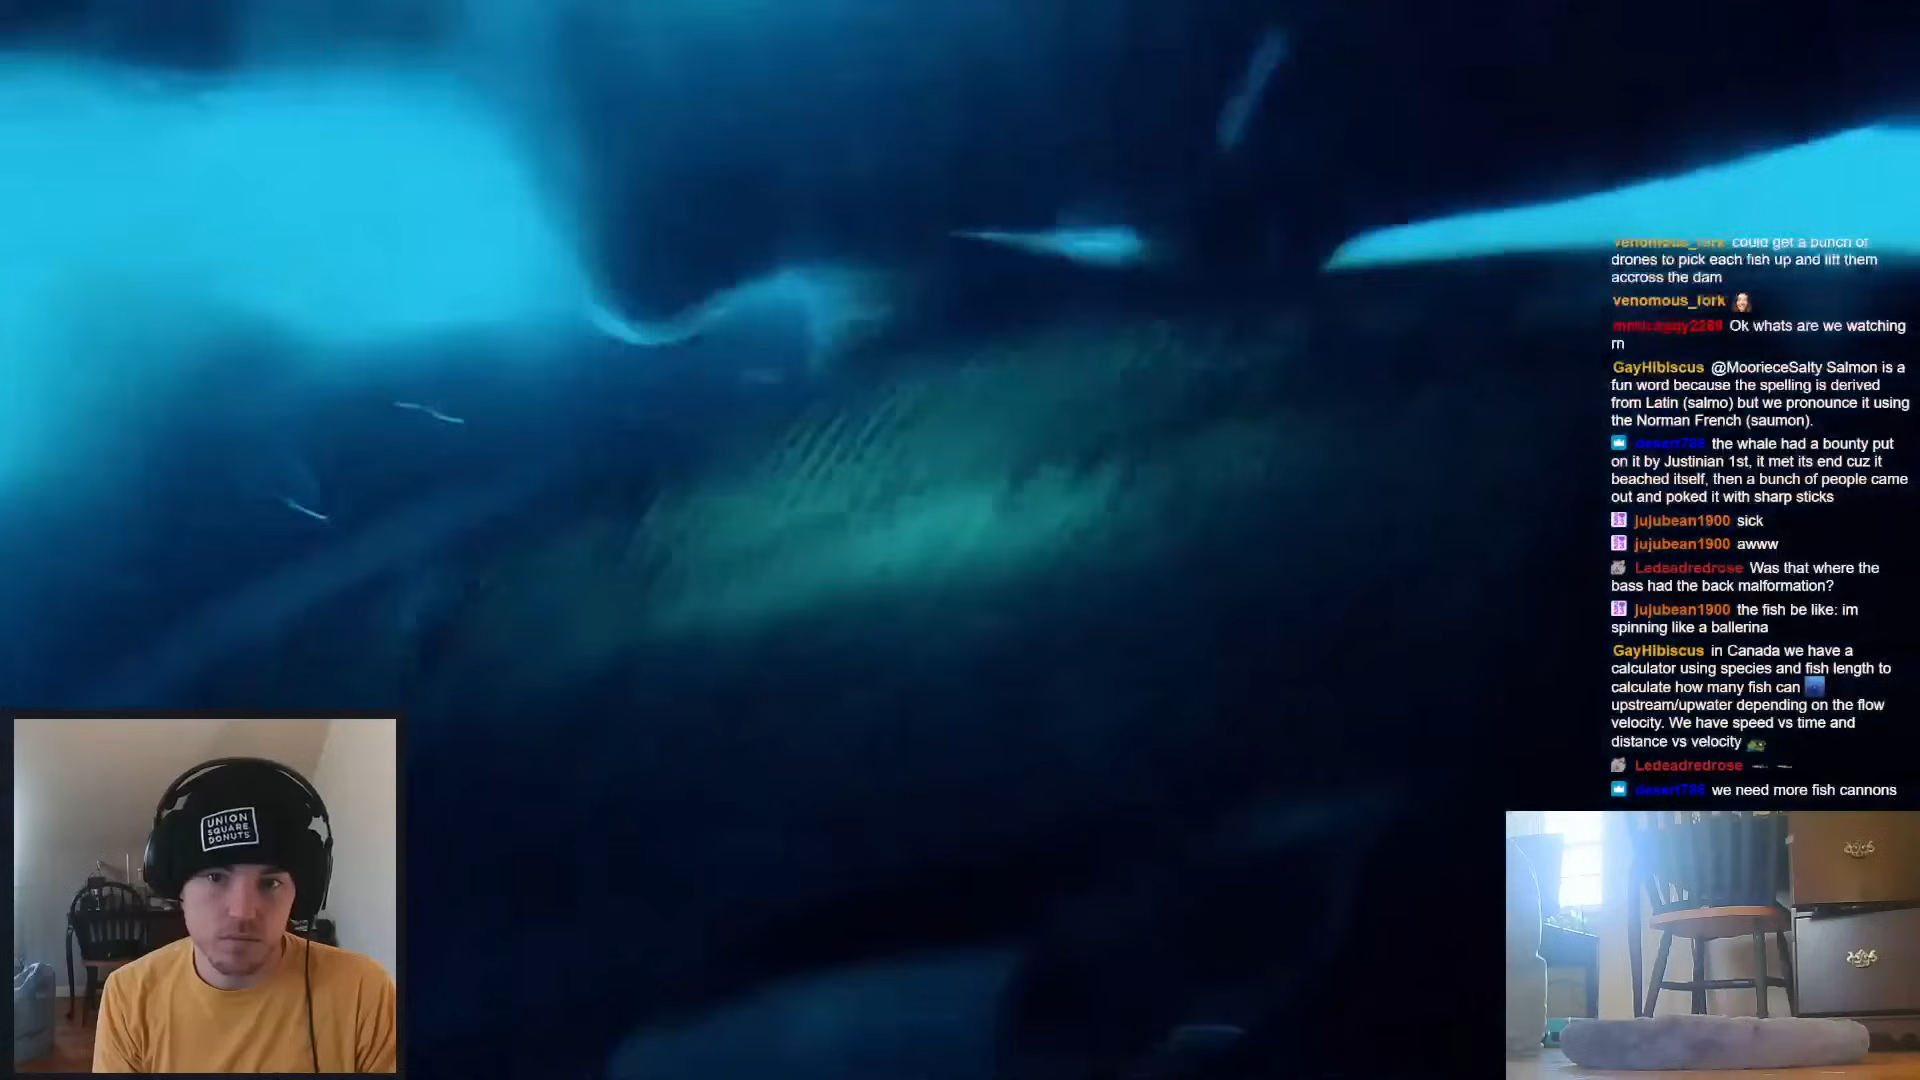 venomous_fork could get a bunch of
drones to pick each fish up and lift them
accross the dam
venomous_fork
Ok whats are we watching
rn
GayHibiscus @MoorieceSalty Salmon is a
fun word because the spelling is derived
from Latin (salmo) but we pronounce it using
the Norman French (saumon).
desert786 the whale had a bounty put
on it by Justinian 1st, it met its end cuz it
beached itself, then a bunch of people came
out and poked it with sharp sticks
jujubean1900 sick
jujubean1900 awww
Ledeadredrose Was that where the
bass had the back malformation?
jujubean1900 the fish be like: im
spinning like a ballerina
GayHibiscus in Canada we have a
calculator using species and fish length to
calculate how many fish can
upstream/upwater depending on the flow
velocity. We have speed vs time and
distance vs velocity
Ledeadredrose
desert786 we need more fish cannons
UNION
SQUARE
DONUTS